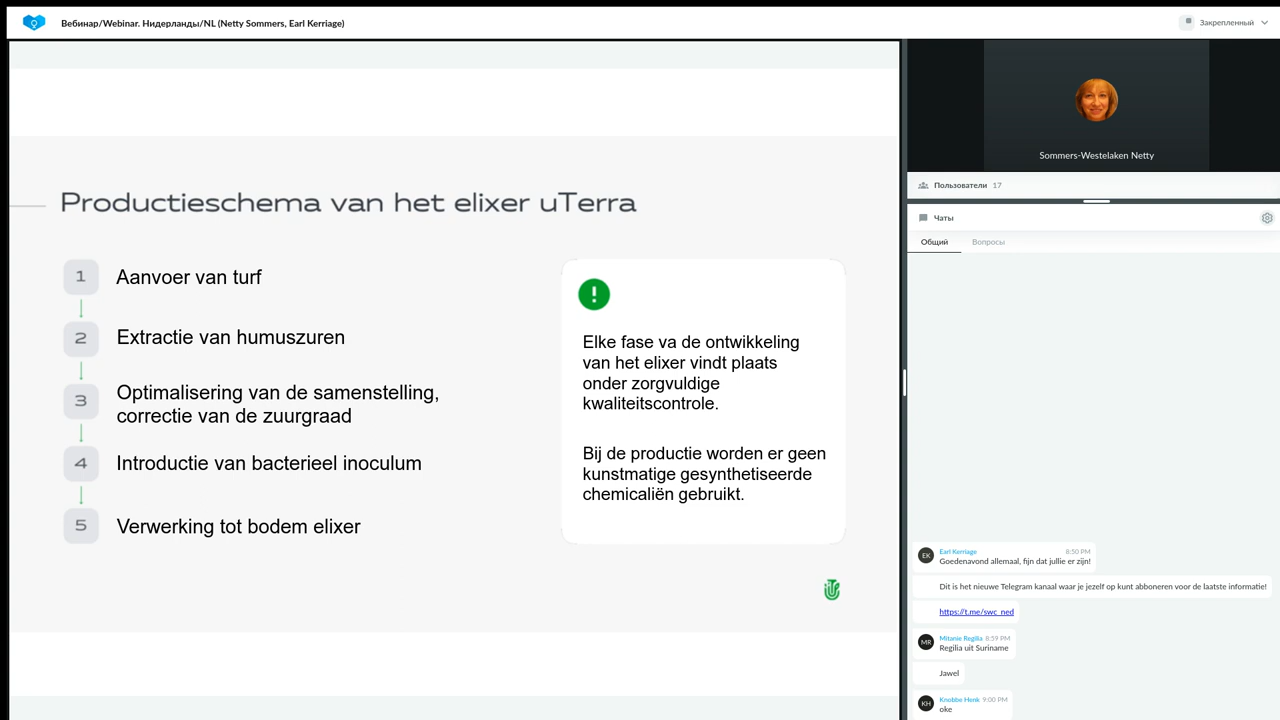 Вебинар/Webinar. Нидерланды/NL (Netty Sommers, Earl Kerriage)
Закрепленный
Productieschema van het elixer uTerra
1
Aanvoer van turf
2
Extractie van humuszuren
3
Optimalisering van de samenstelling,
correctie van de zuurgraad
4
Introductie van bacterieel inoculum
5
Verwerking tot bodem elixer
!
Elke fase va de ontwikkeling
van het elixer vindt plaats
onder zorgvuldige
kwaliteitscontrole.
Bij de productie worden er geen
kunstmatige gesynthetiseerde
chemicaliën gebruikt.
Sommers-Westelaken Netty
Пользователи 17
Чаты
Общий Вопросы
EK
Earl Kerriage 8:50 PM
Goedenavond allemaal, fijn dat jullie er zijn!
Dit is het nieuwe Telegram kanaal waar je jezelf op kunt abboneren voor de laatste informatie!
https://t.me/swc_ned
MR
Mitanie Regilia 8:59 PM
Regilia uit Suriname
Jawel
KH
Knobbe Henk 9:00 PM
oke